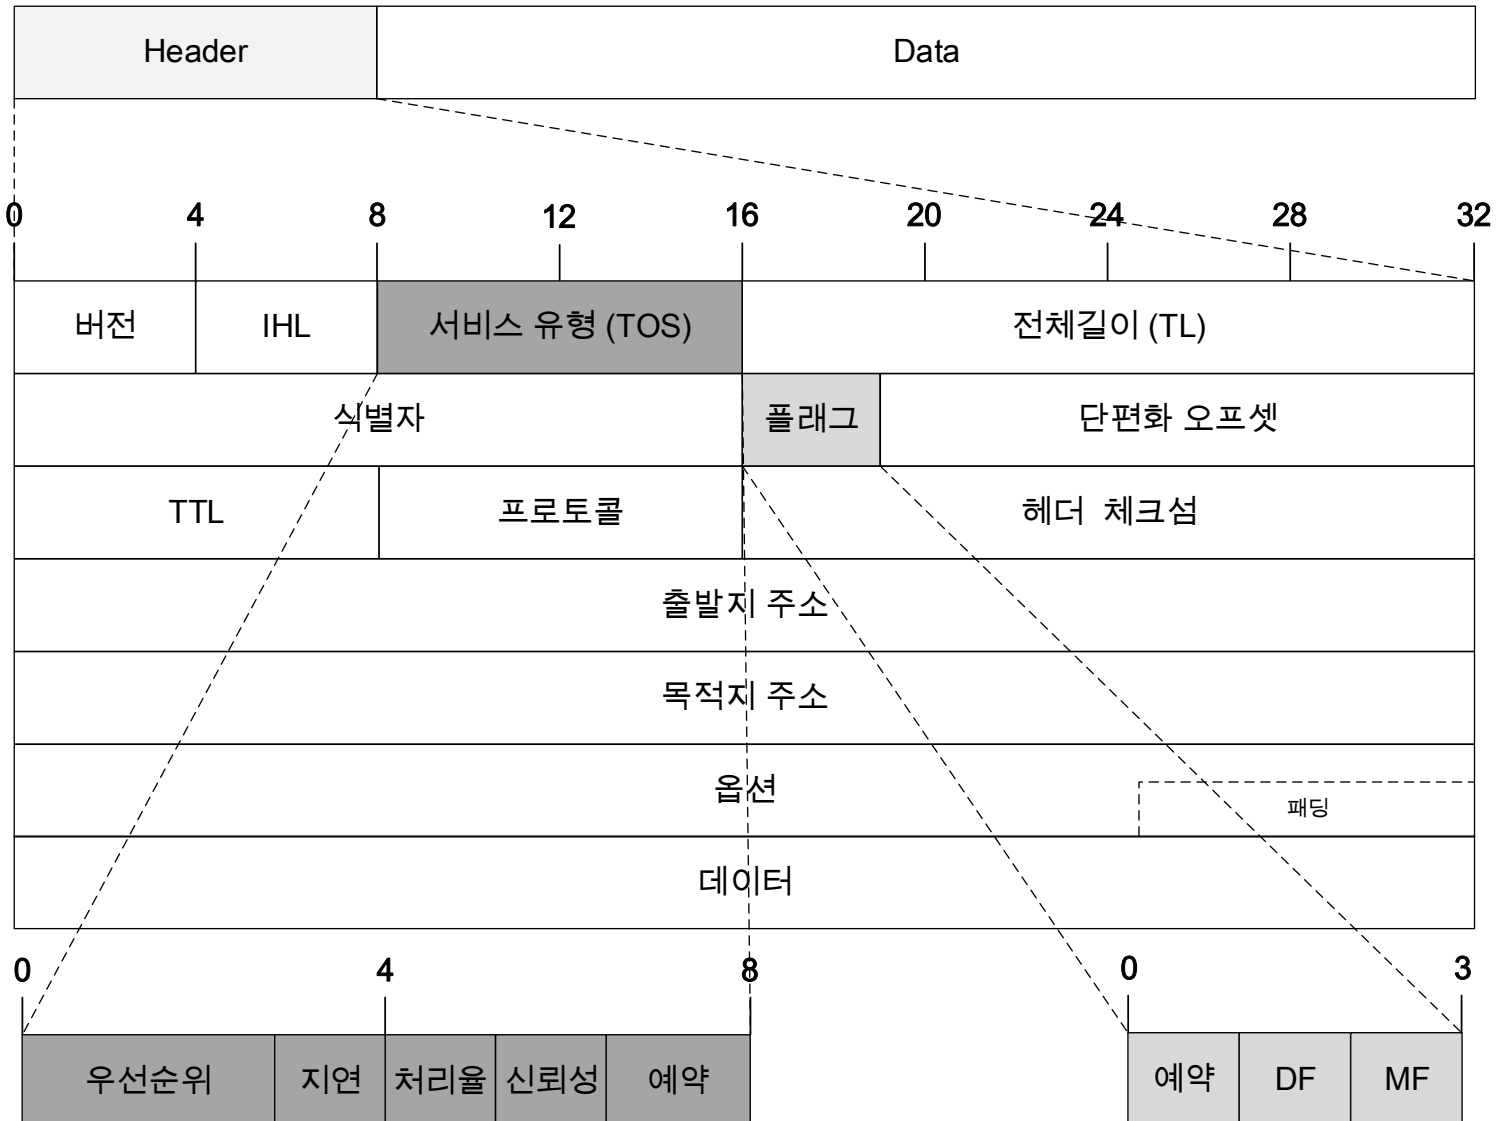 Header Data
0 4 8 12 16 20 24 28 32
버전 IHL 서비스 유형 (TOS) 전체길이 (TL)
식별자 플래그 단편화 오프셋
TTL 프로토콜 헤더 체크섬
출발지 주소
목적지 주소
옵션
패딩
데이터
0 4 8 0 3
우선순위 지연 처리율 신뢰성 예약 예약 DF MF